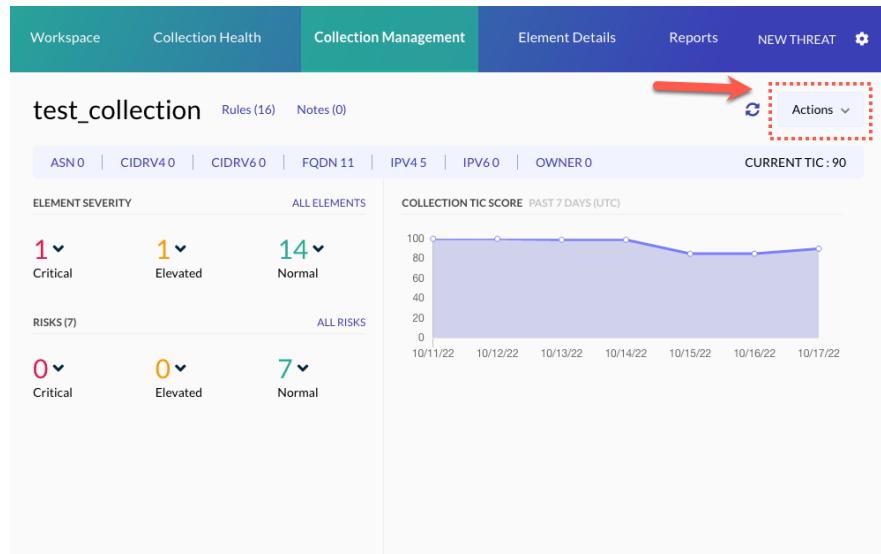 Workspace Collection Health Collection Management Element Details Reports NEW THREAT
test_collection Rules (16) Notes (0) Actions
ASN 0 CIDRV4 0 CIDRV6 0 FQDN 11 IPV4 5 IPV6 0 OWNER 0 CURRENT TIC : 90
ELEMENT SEVERITY ALL ELEMENTS
1 1 14
Critical Elevated Normal
RISKS (7) ALL RISKS
0 0 7
Critical Elevated Normal
COLLECTION TIC SCORE PAST 7 DAYS (UTC)
100
80
60
40
20
0
10/11/22 10/12/22 10/13/22 10/14/22 10/15/22 10/16/22 10/17/22